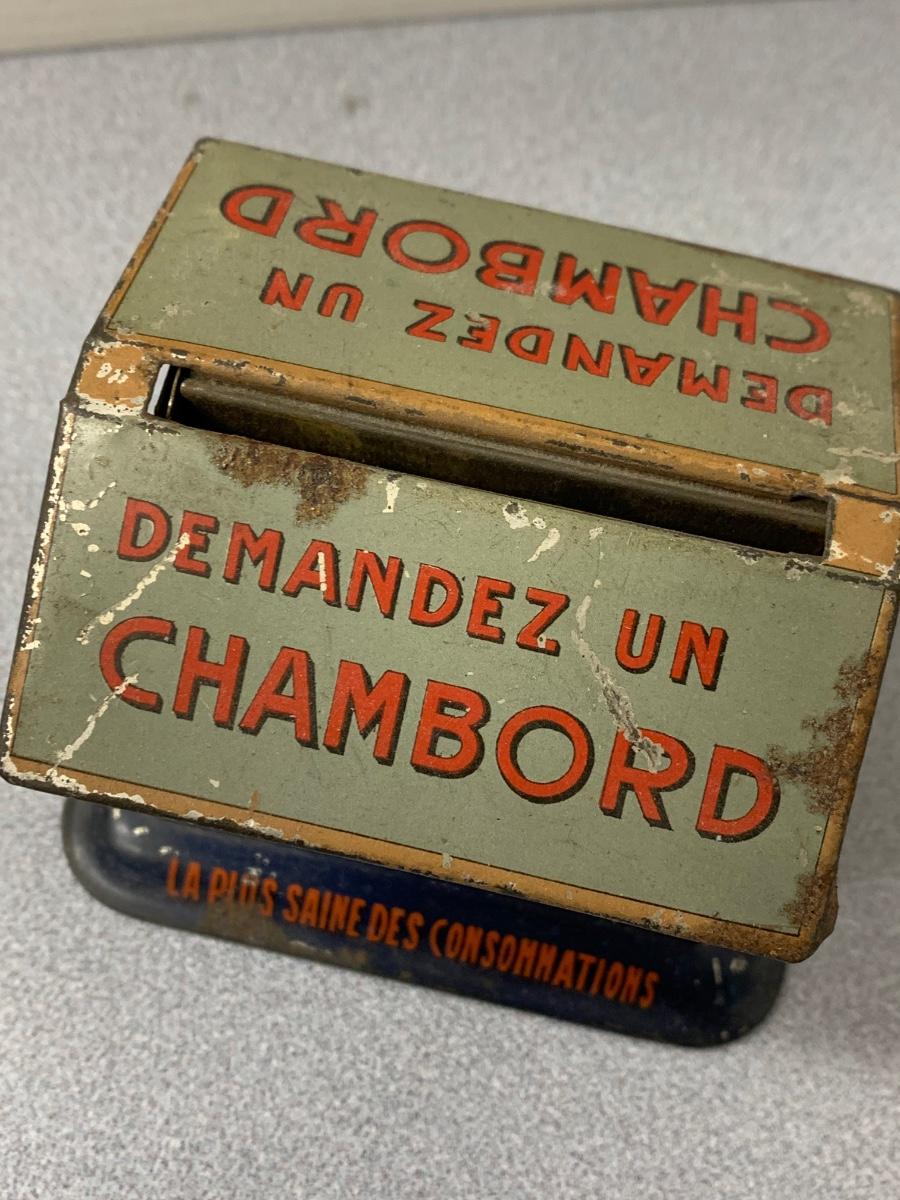 DEMANDEZ UN
CHAMBORD
DEMANDEZ UN
CHAMBORD
LA PLUS SAINE DES CONSOMMATIONS